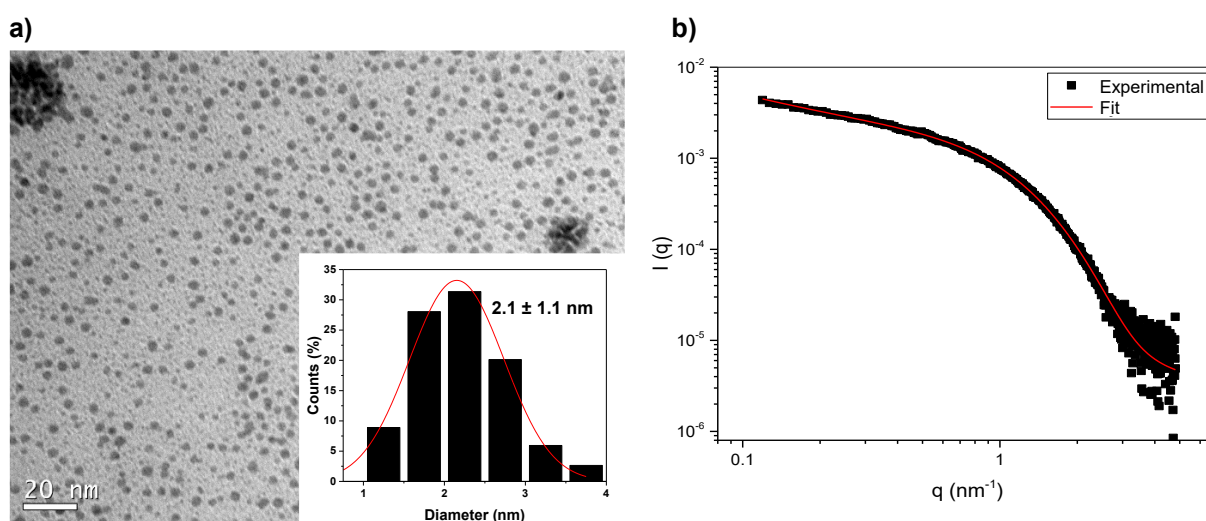 a)
20 nm
35
30
25
20
15
10
5
0
Counts (%)
2.1 ± 1.1 nm
1
2
3
4
Diameter (nm)
b)
10⁻²
10⁻³
10⁻⁴
10⁻⁵
10⁻⁶
I (q)
Experimental
Fit
0.1
1
q (nm⁻¹)